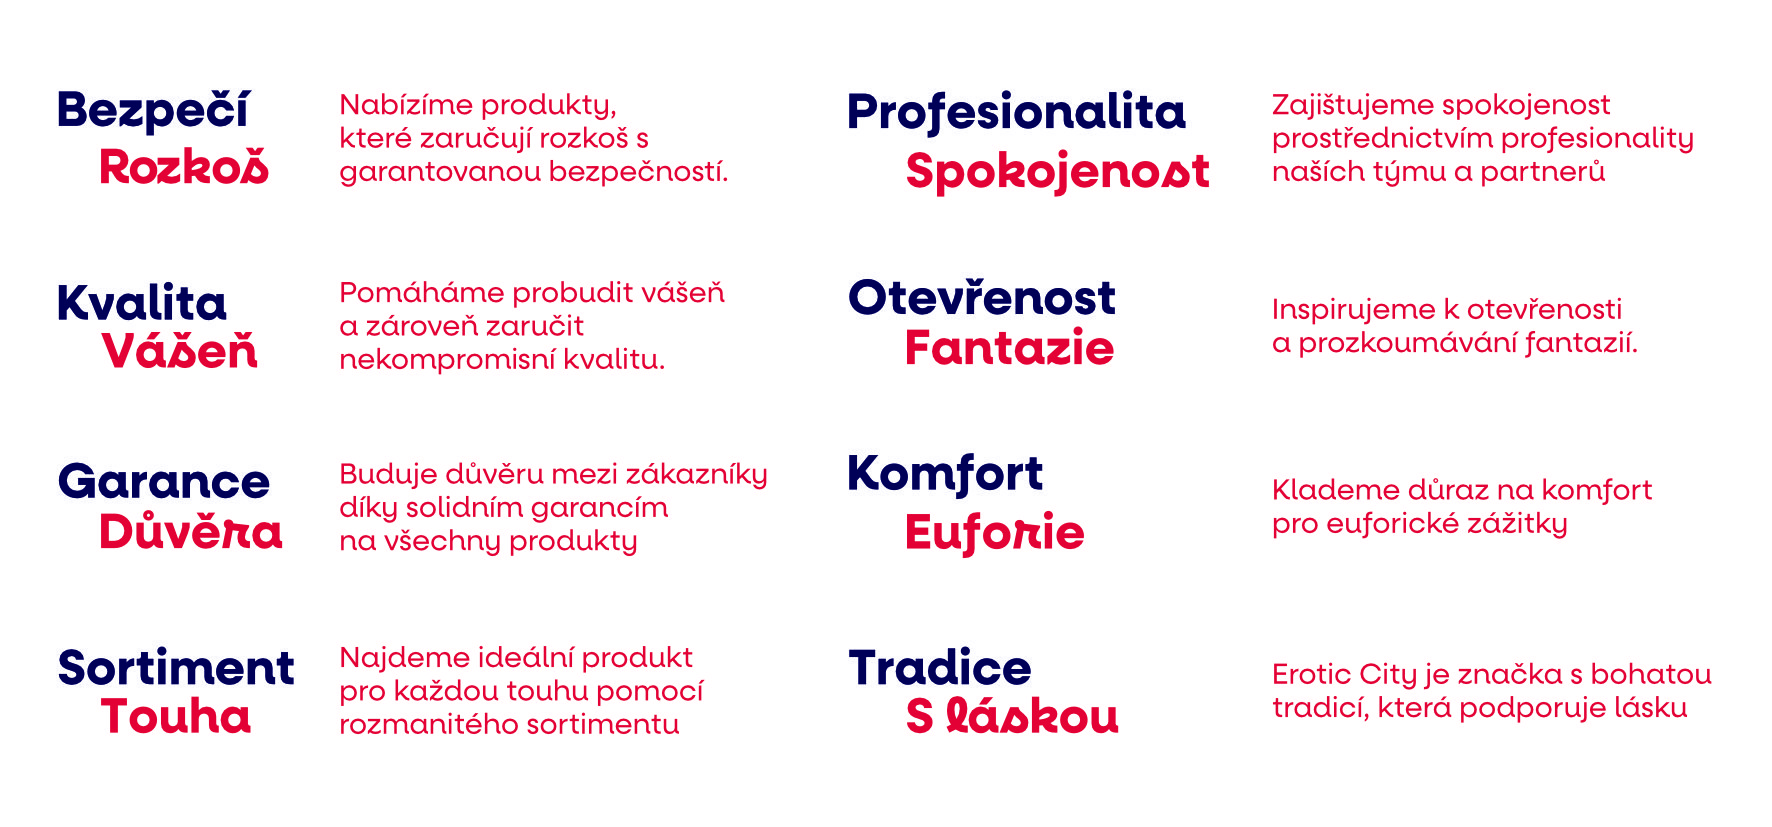 Bezpečí
Rozkoš
Nabízíme produkty,
které zaručují rozkoš s
garantovanou bezpečností.
Kvalita
Vášeň
Pomáháme probudit vášeň
a zároveň zaručit
nekompromisní kvalitu.
Garance
Důvěra
Buduje důvěru mezi zákazníky
díky solidním garancím
na všechny produkty
Sortiment
Touha
Najdeme ideální produkt
pro každou touhu pomocí
rozmanitého sortimentu
Profesionalita
Spokojenost
Zajištujeme spokojenost
prostřednictvím profesionality
naších týmu a partnerů
Otevřenost
Fantazie
Inspirujeme k otevřenosti
a prozkoumávání fantazií.
Komfort
Euforie
Klademe důraz na komfort
pro euforické zážitky
Tradice
S láskou
Erotic City je značka s bohatou
tradicí, která podporuje lásku